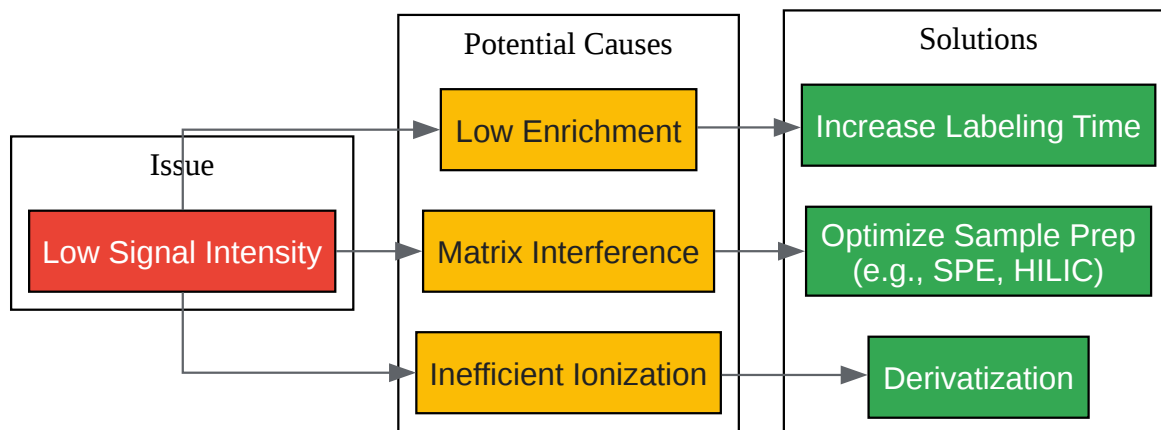 Issue
Low Signal Intensity
Potential Causes
Low Enrichment
Matrix Interference
Inefficient Ionization
Solutions
Increase Labeling Time
Optimize Sample Prep
(e.g., SPE, HILIC)
Derivatization